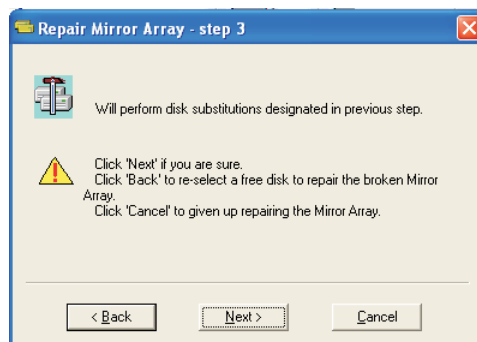 Repair Mirror Array - step 3
Will perform disk substitutions designated in previous step.
Click 'Next' if you are sure.
Click 'Back' to re-select a free disk to repair the broken Mirror
Array.
Click 'Cancel' to given up repairing the Mirror Array.
< Back
Next >
Cancel